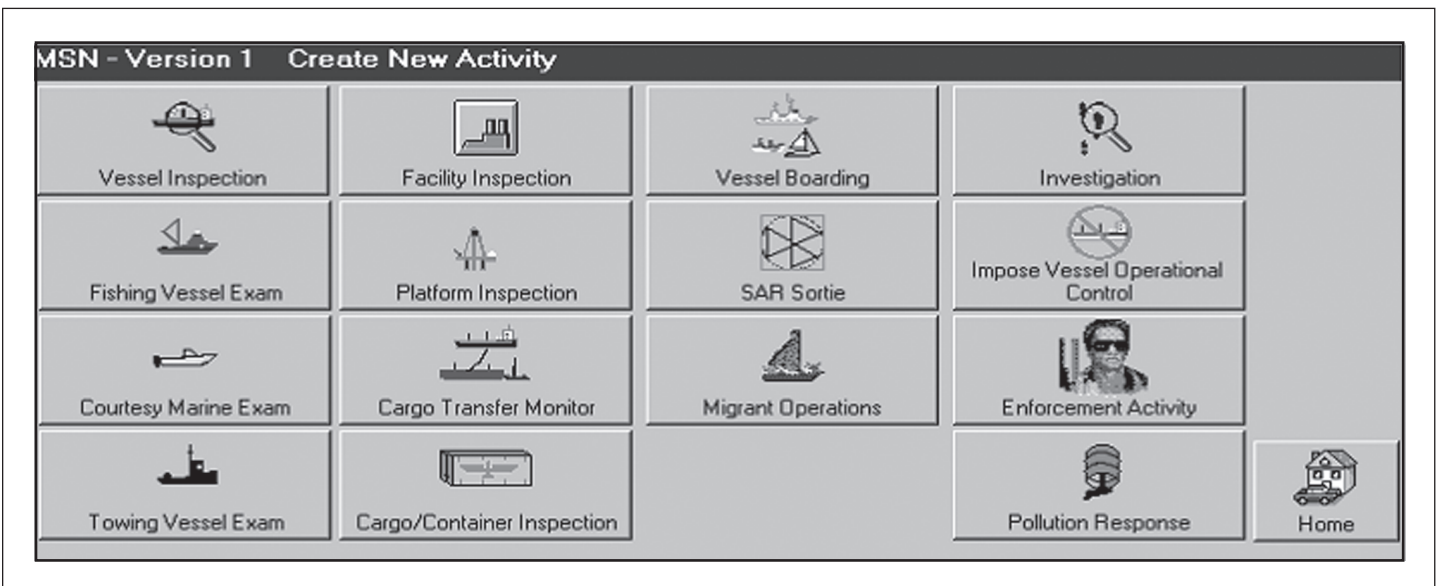 MSN - Version 1 Create New Activity
Vessel Inspection
Facility Inspection
Vessel Boarding
Investigation
Fishing Vessel Exam
Platform Inspection
SAR Sortie
Impose Vessel Operational
Control
Courtesy Marine Exam
Cargo Transfer Monitor
Migrant Operations
Enforcement Activity
Towing Vessel Exam
Cargo/Container Inspection
Pollution Response
Home